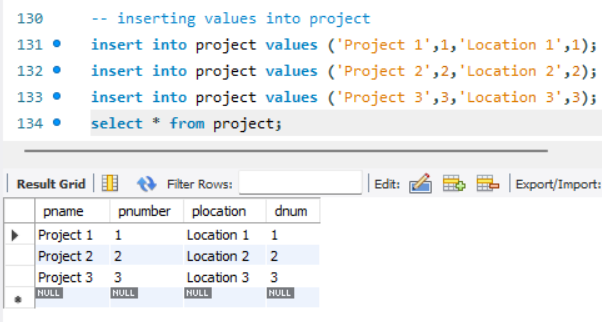 130 -- inserting values into project
131 insert into project values ('Project 1',1,'Location 1',1);
132 insert into project values ('Project 2',2,'Location 2',2);
133 insert into project values ('Project 3',3,'Location 3',3);
134 select * from project;
Result Grid Filter Rows: Edit: Export/Import:
pname pnumber plocation dnum
Project 1 1 Location 1 1
Project 2 2 Location 2 2
Project 3 3 Location 3 3
NULL NULL NULL NULL